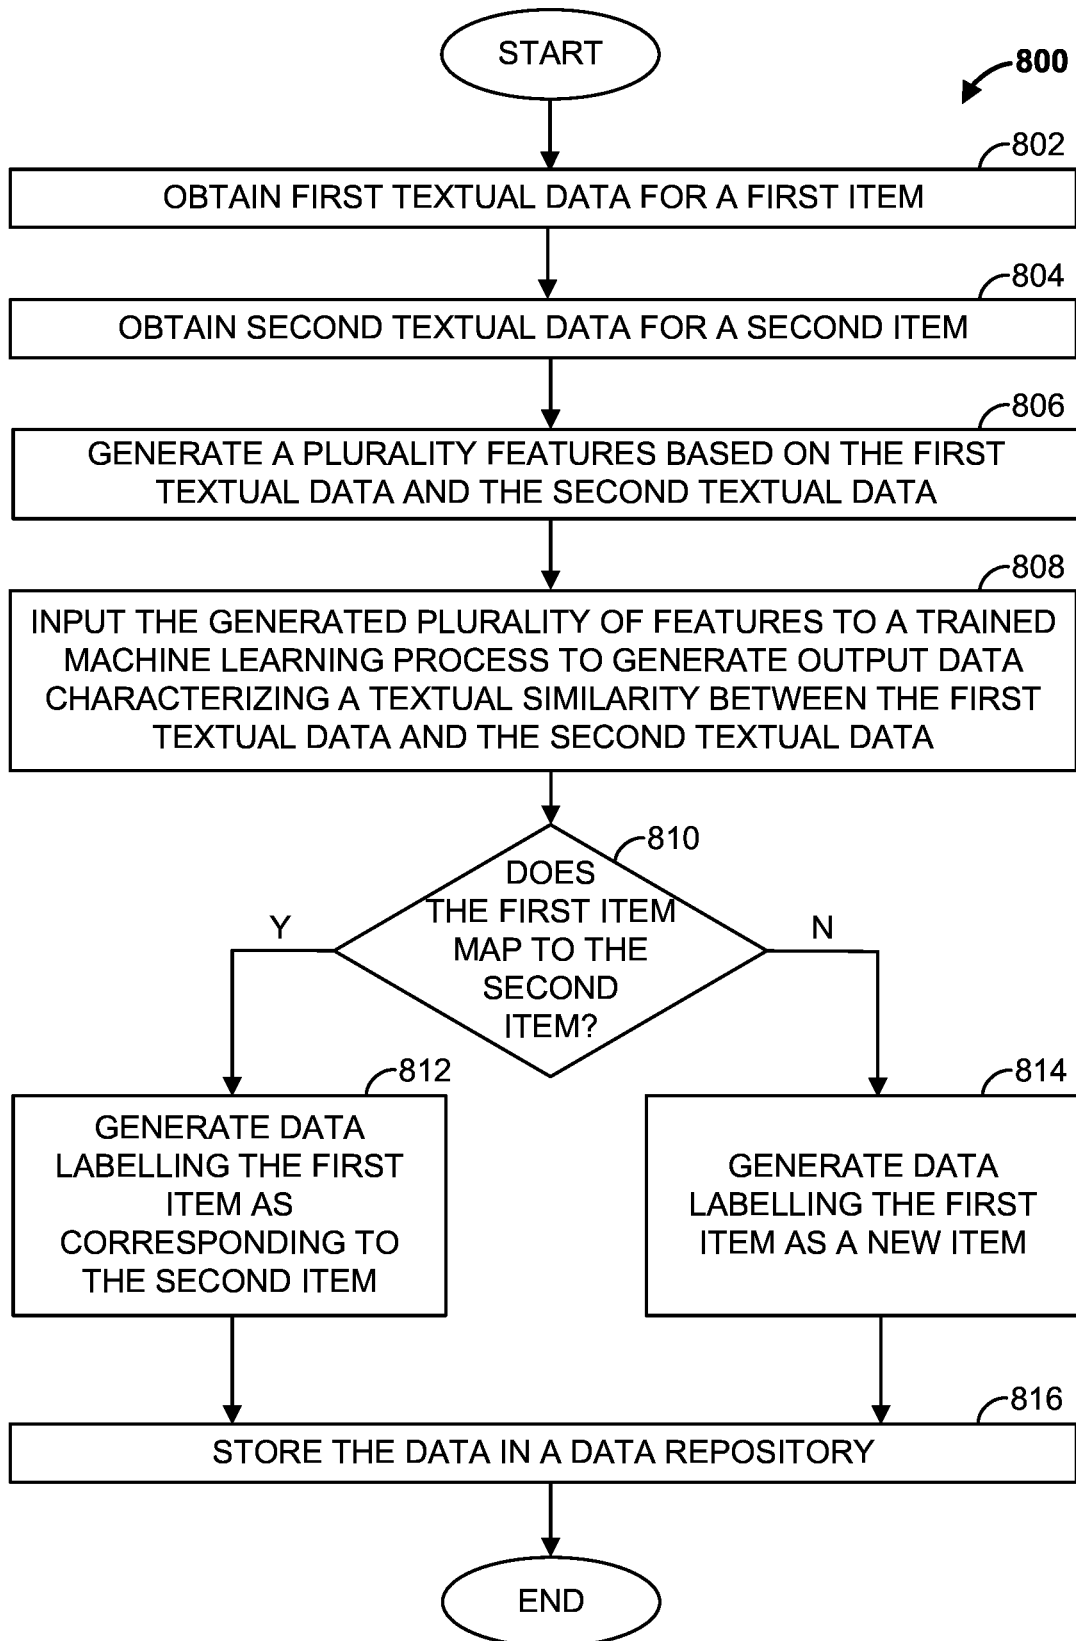 START
800
802
OBTAIN FIRST TEXTUAL DATA FOR A FIRST ITEM
804
OBTAIN SECOND TEXTUAL DATA FOR A SECOND ITEM
806
GENERATE A PLURALITY FEATURES BASED ON THE FIRST
TEXTUAL DATA AND THE SECOND TEXTUAL DATA
808
INPUT THE GENERATED PLURALITY OF FEATURES TO A TRAINED
MACHINE LEARNING PROCESS TO GENERATE OUTPUT DATA
CHARACTERIZING A TEXTUAL SIMILARITY BETWEEN THE FIRST
TEXTUAL DATA AND THE SECOND TEXTUAL DATA
810
DOES
THE FIRST ITEM
MAP TO THE
SECOND
ITEM?
Y
N
812
GENERATE DATA
LABELLING THE FIRST
ITEM AS
CORRESPONDING TO
THE SECOND ITEM
814
GENERATE DATA
LABELLING THE FIRST
ITEM AS A NEW ITEM
816
STORE THE DATA IN A DATA REPOSITORY
END